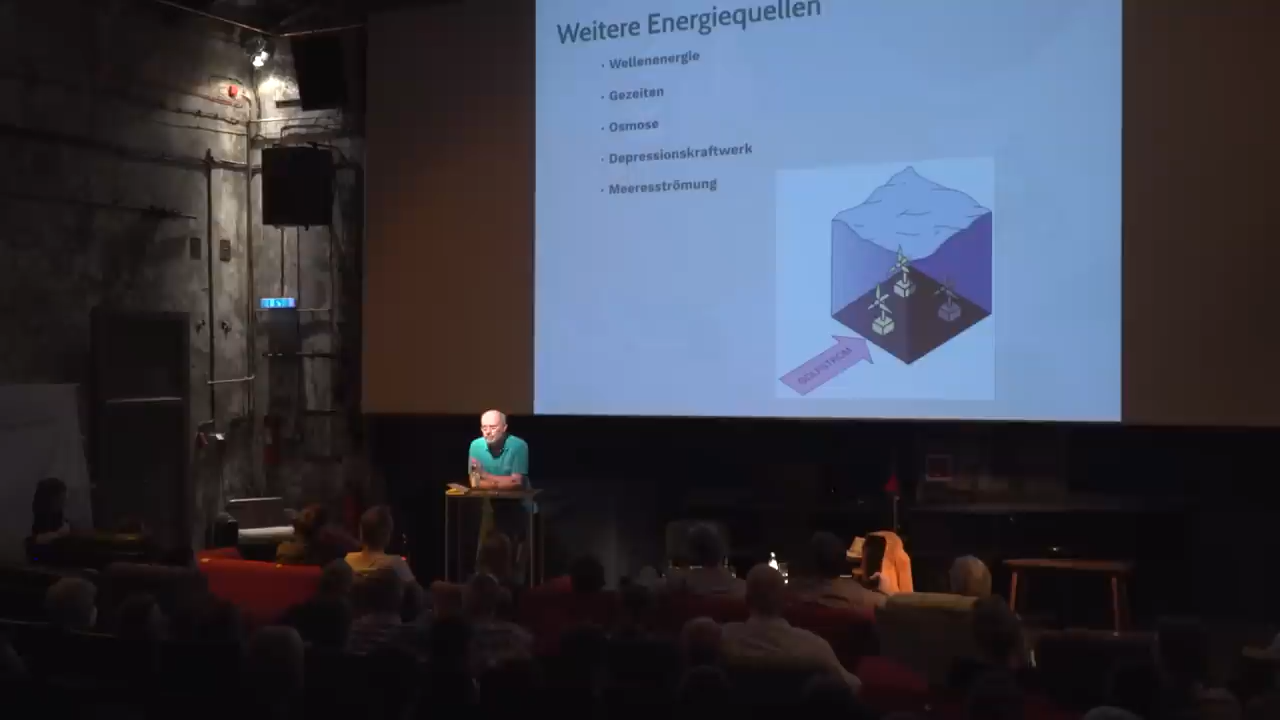 Weitere Energiequellen
· Wellenenergie
· Gezeiten
· Osmose
· Depressionskraftwerk
· Meeresströmung
GOLFSTROM